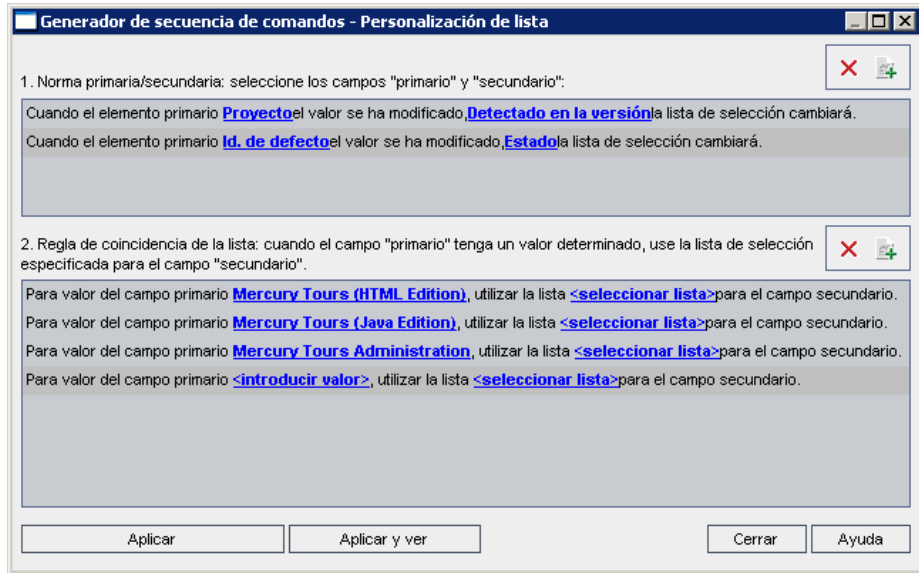 Generador de secuencia de comandos - Personalización de lista
1. Norma primaria/secundaria: seleccione los campos "primario" y "secundario":
Cuando el elemento primario Proyectoel valor se ha modificado,Detectado en la versiónla lista de selección cambiará.
Cuando el elemento primario Id. de defectoel valor se ha modificado,Estadola lista de selección cambiará.
2. Regla de coincidencia de la lista: cuando el campo "primario" tenga un valor determinado, use la lista de selección
especificada para el campo "secundario".
Para valor del campo primario Mercury Tours (HTML Edition), utilizar la lista <seleccionar lista>para el campo secundario.
Para valor del campo primario Mercury Tours (Java Edition), utilizar la lista <seleccionar lista>para el campo secundario.
Para valor del campo primario Mercury Tours Administration, utilizar la lista <seleccionar lista>para el campo secundario.
Para valor del campo primario <introducir valor>, utilizar la lista <seleccionar lista>para el campo secundario.
Aplicar Aplicar y ver Cerrar Ayuda